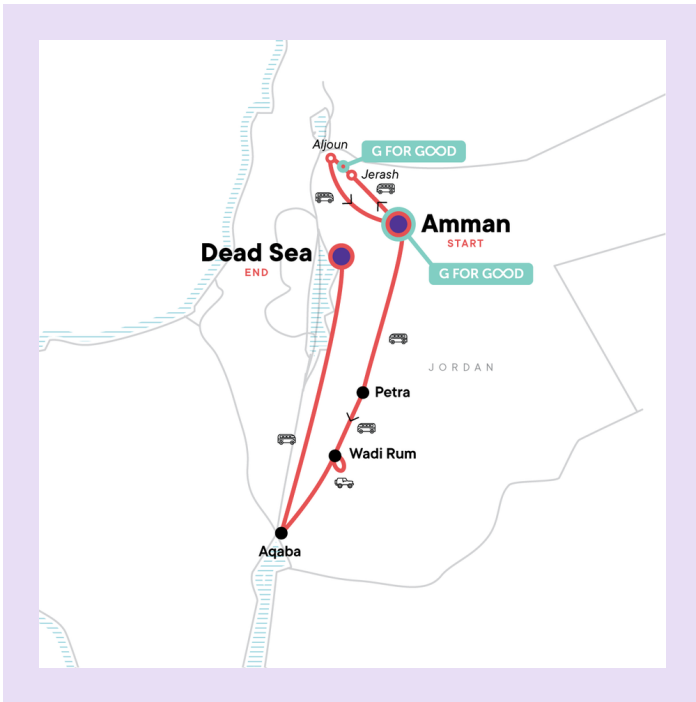 Aljoun
G FOR GOOD
Jerash
Amman
START
Dead Sea
END
G FOR GOOD
JORDAN
Petra
Wadi Rum
Aqaba